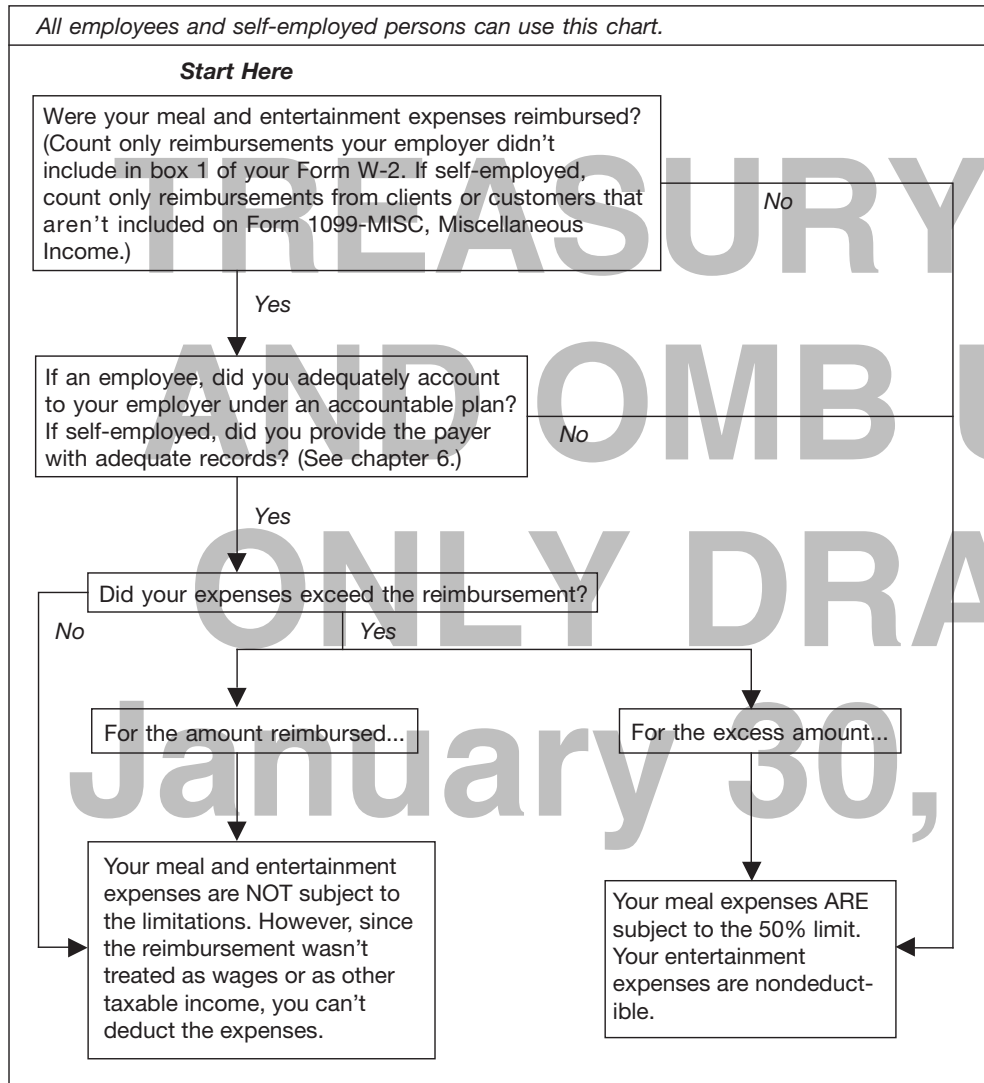 All employees and self-employed persons can use this chart.
Start Here
Were your meal and entertainment expenses reimbursed?
(Count only reimbursements your employer didn't
include in box 1 of your Form W-2. If self-employed,
count only reimbursements from clients or customers that
aren't included on Form 1099-MISC, Miscellaneous
Income.)
No
Yes
If an employee, did you adequately account
to your employer under an accountable plan?
If self-employed, did you provide the payer
with adequate records? (See chapter 6.)
No
Yes
Did your expenses exceed the reimbursement?
No
Yes
For the amount reimbursed...
For the excess amount...
Your meal and entertainment
expenses are NOT subject to
the limitations. However, since
the reimbursement wasn't
treated as wages or as other
taxable income, you can't
deduct the expenses.
Your meal expenses ARE
subject to the 50% limit.
Your entertainment
expenses are nondeduct-
ible.
TREASURY
AND OMB U
ONLY DRA
January 30,